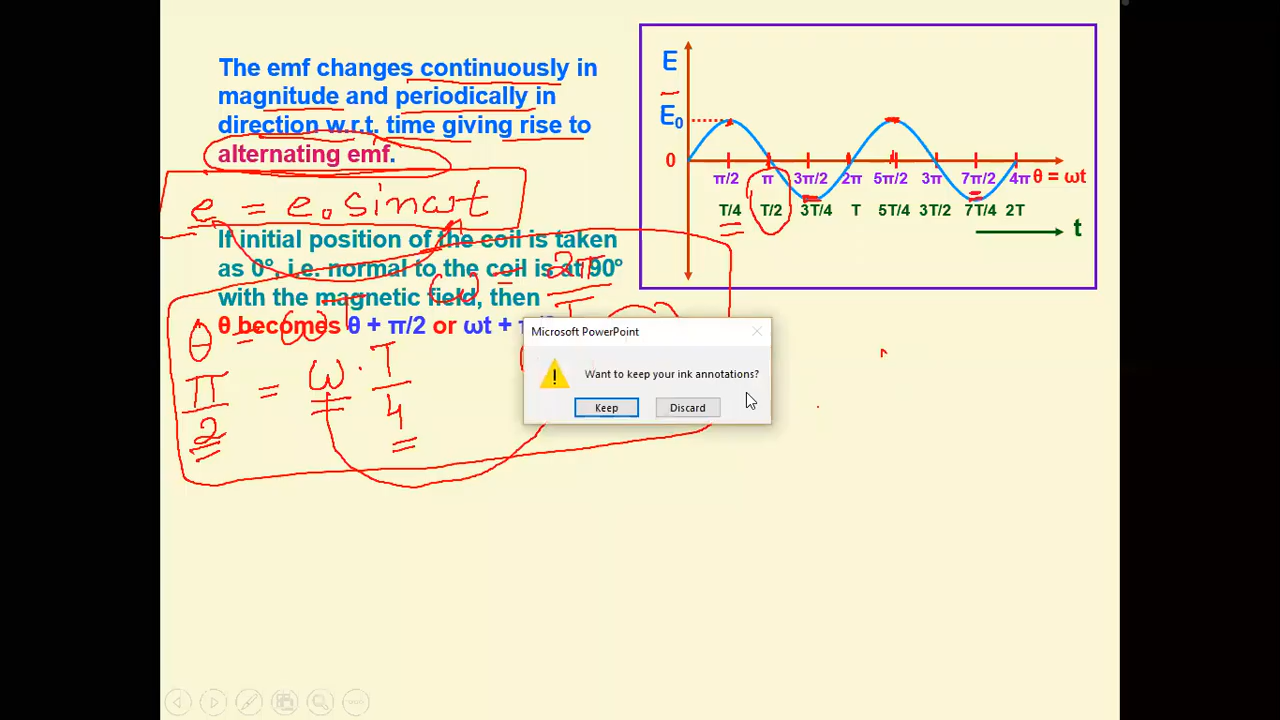 The emf changes continuously in
magnitude and periodically in
direction w.r.t. time giving rise to
alternating emf.
e = e₀ sinωt
If initial position of the coil is taken
as 0°, i.e. normal to the coil is at 90°
with the magnetic field, then
θ becomes θ + π/2 or ωt +
ω = 2π
T
θ = ω
π/2 = ω · T/4
E
E₀
0
π/2 π 3π/2 2π 5π/2 3π 7π/2 4π θ = ωt
T/4 T/2 3T/4 T 5T/4 3T/2 7T/4 2T
t
Microsoft PowerPoint
Want to keep your ink annotations?
Keep Discard